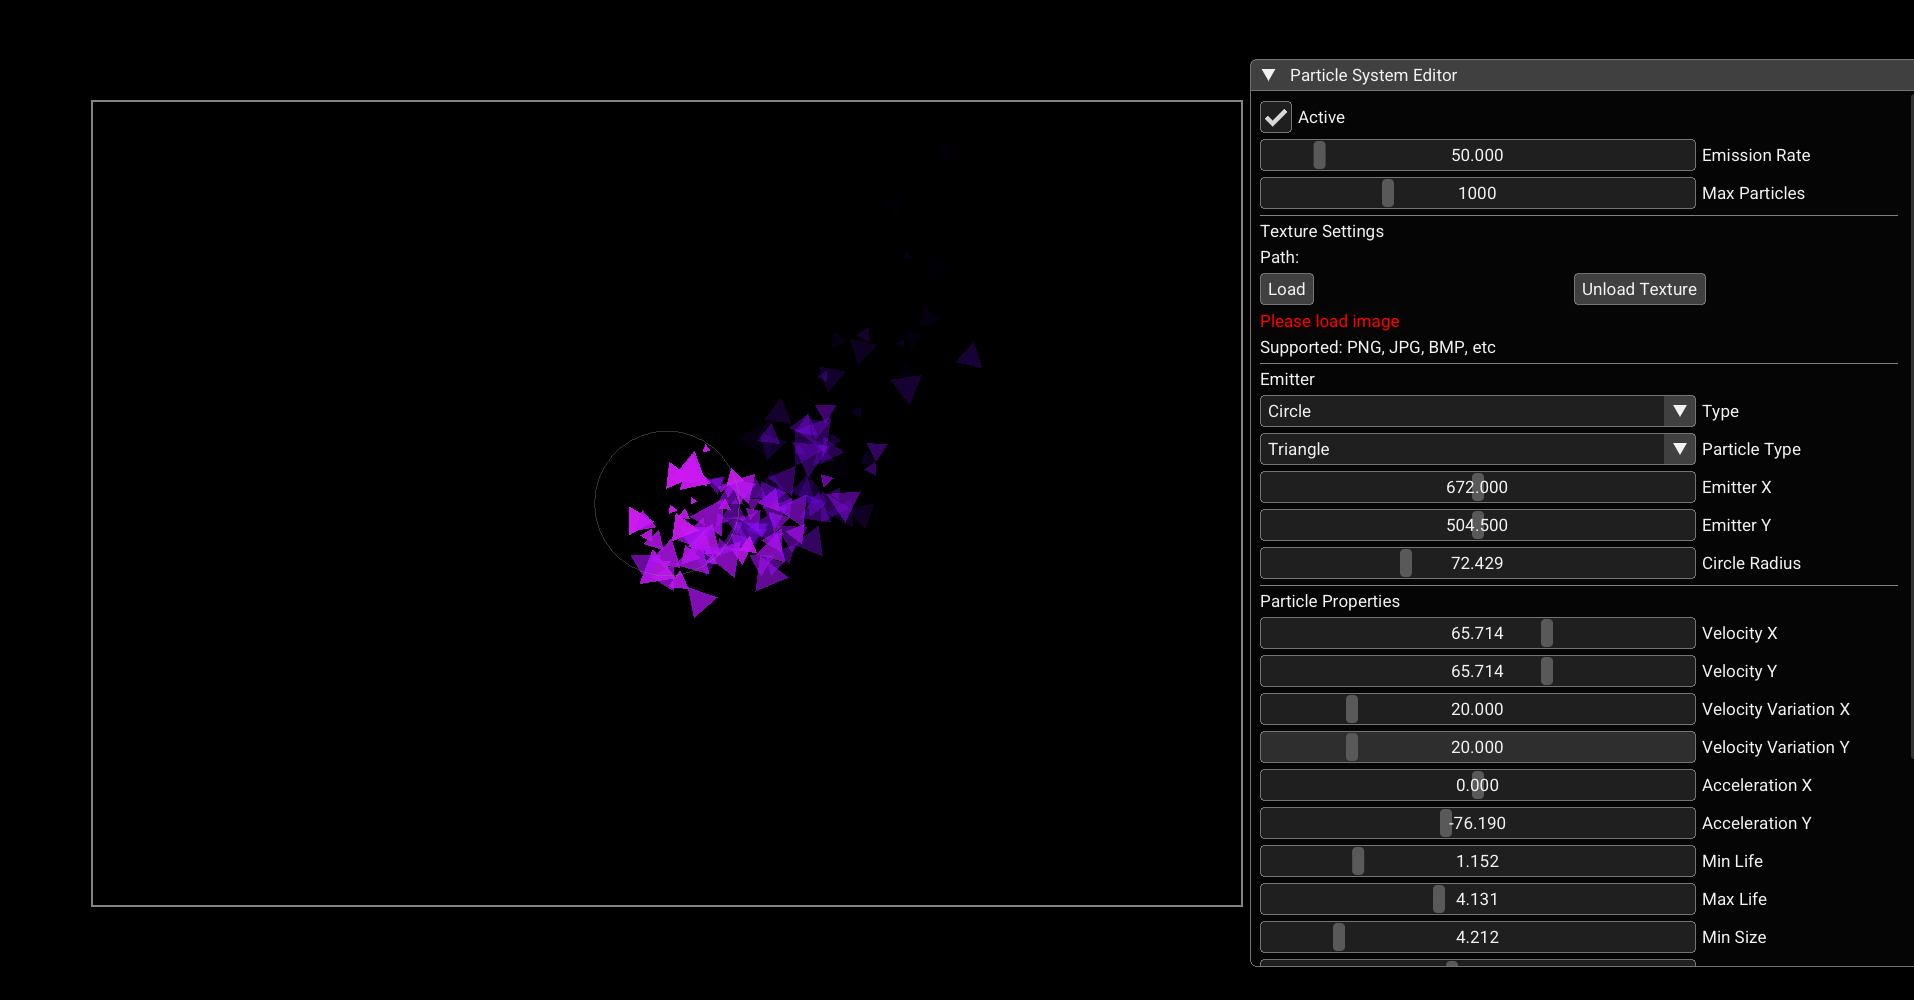 Particle System Editor
Active
50.000 Emission Rate
1000 Max Particles
Texture Settings
Path:
Load Unload Texture
Please load image
Supported: PNG, JPG, BMP, etc
Emitter
Circle Type
Triangle Particle Type
672.000 Emitter X
504.500 Emitter Y
72.429 Circle Radius
Particle Properties
65.714 Velocity X
65.714 Velocity Y
20.000 Velocity Variation X
20.000 Velocity Variation Y
0.000 Acceleration X
-76.190 Acceleration Y
1.152 Min Life
4.131 Max Life
4.212 Min Size